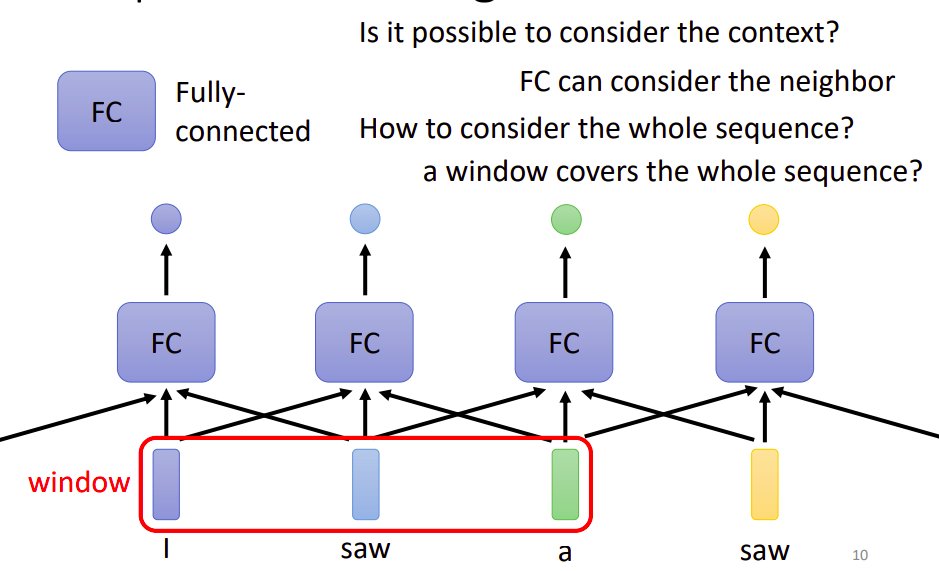 Is it possible to consider the context?
FC can consider the neighbor
How to consider the whole sequence?
a window covers the whole sequence?
FC
Fully-
connected
FC FC FC FC
window
I saw a saw
10